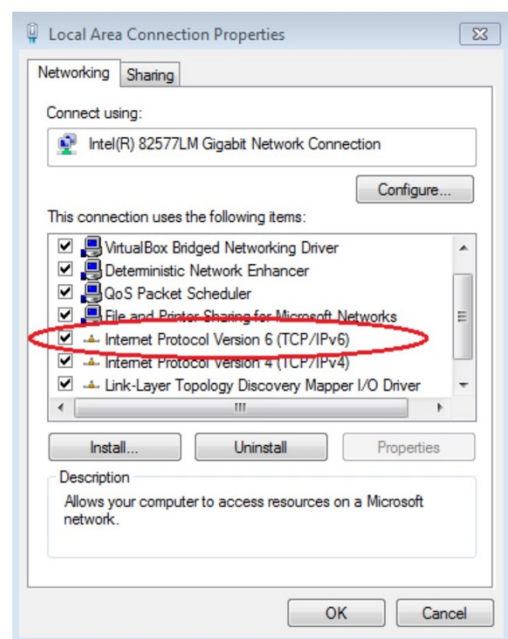 Local Area Connection Properties
Networking
Sharing
Connect using:
Intel(R) 82577LM Gigabit Network Connection
Configure...
This connection uses the following items:
VirtualBox Bridged Networking Driver
Deterministic Network Enhancer
QoS Packet Scheduler
File and Printer Sharing for Microsoft Networks
Internet Protocol Version 6 (TCP/IPv6)
Internet Protocol Version 4 (TCP/IPv4)
Link-Layer Topology Discovery Mapper I/O Driver
Install...
Uninstall
Properties
Description
Allows your computer to access resources on a Microsoft
network.
OK
Cancel